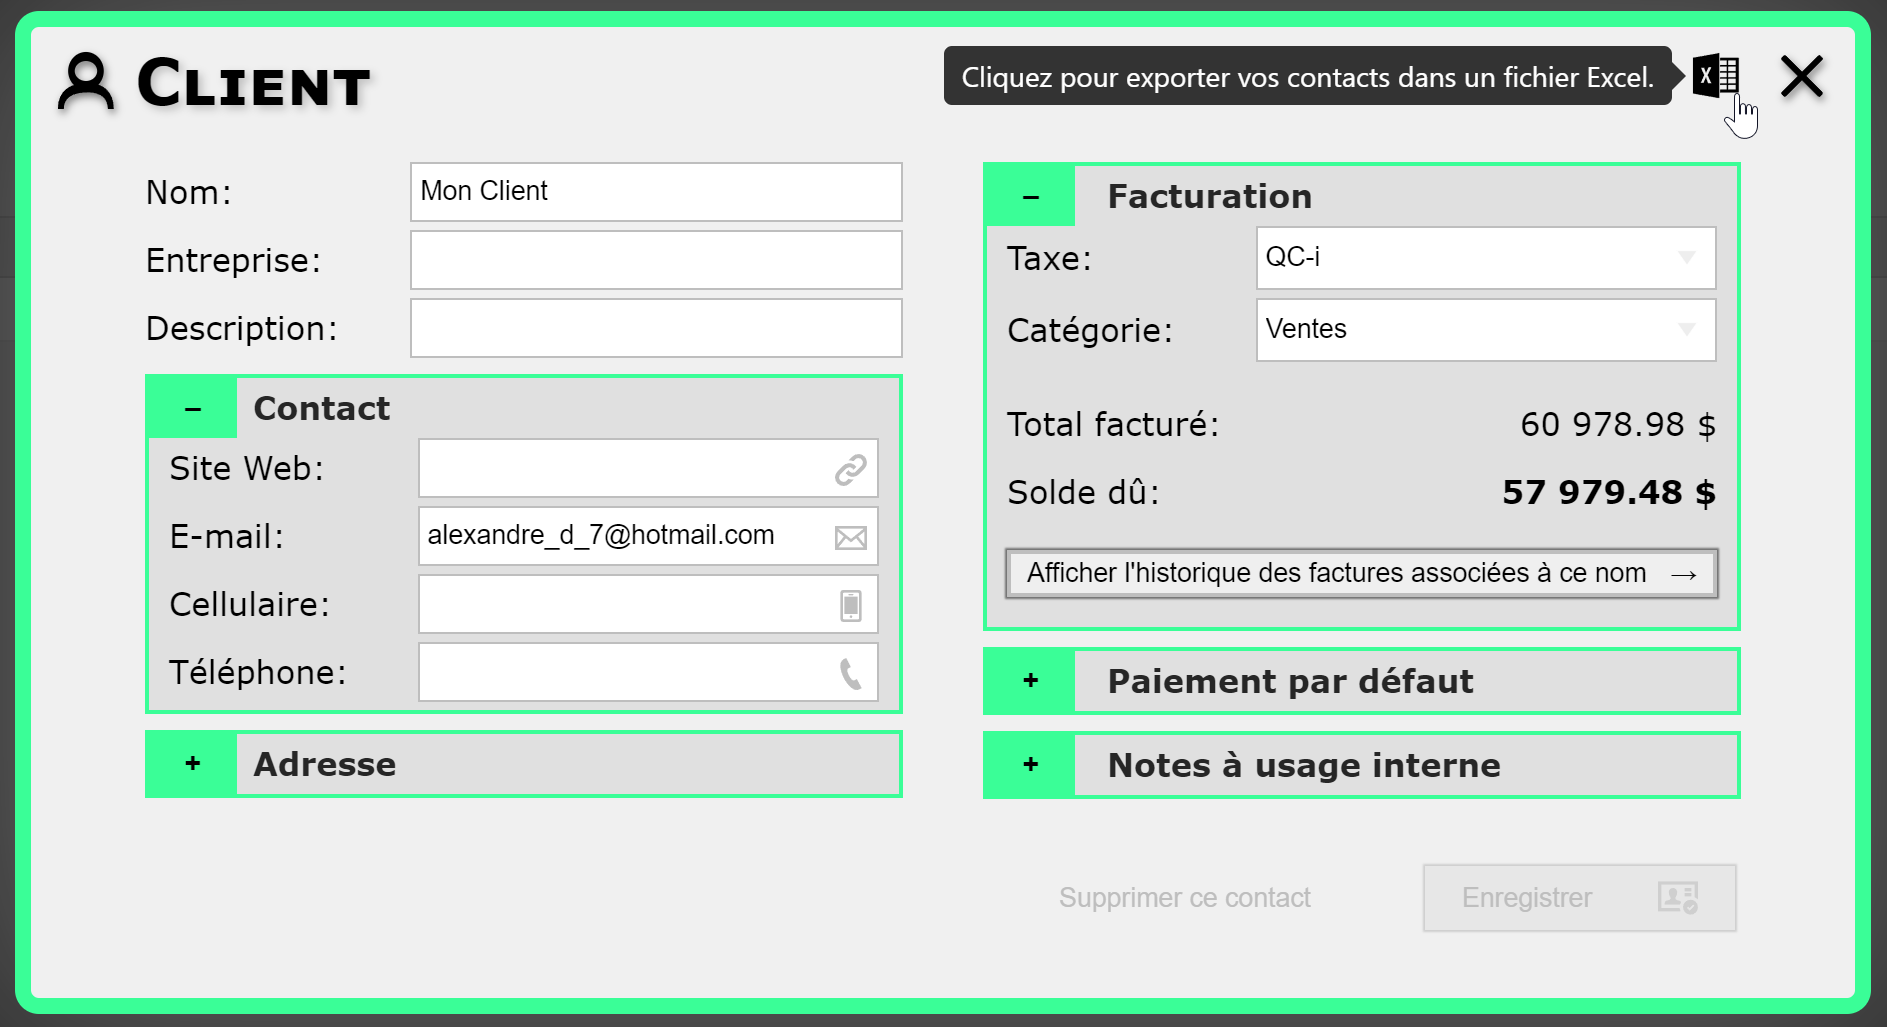 CLIENT
Cliquez pour exporter vos contacts dans un fichier Excel.
X
Nom:
Mon Client
Entreprise:
Description:
– Contact
Site Web:
E-mail:
alexandre_d_7@hotmail.com
Cellulaire:
Téléphone:
+ Adresse
– Facturation
Taxe:
QC-i
Catégorie:
Ventes
Total facturé: 60 978.98 $
Solde dû: 57 979.48 $
Afficher l'historique des factures associées à ce nom →
+ Paiement par défaut
+ Notes à usage interne
Supprimer ce contact
Enregistrer